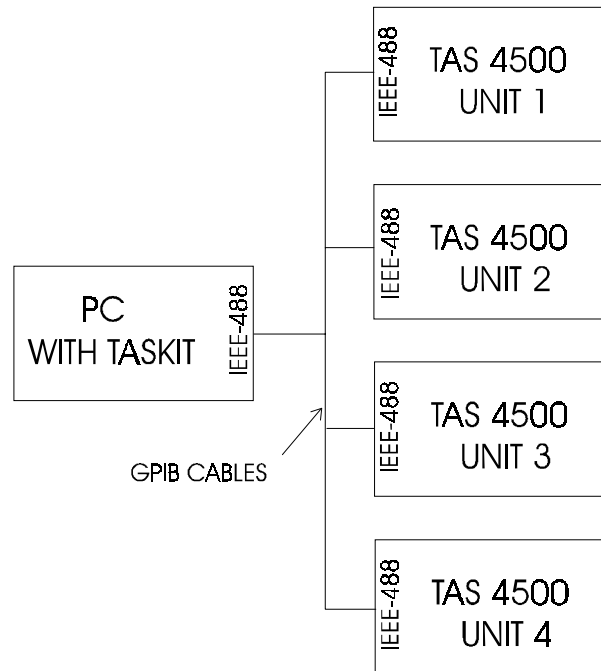 PC
WITH TASKIT
IEEE-488
GPIB CABLES
IEEE-488
TAS 4500
UNIT 1
IEEE-488
TAS 4500
UNIT 2
IEEE-488
TAS 4500
UNIT 3
IEEE-488
TAS 4500
UNIT 4